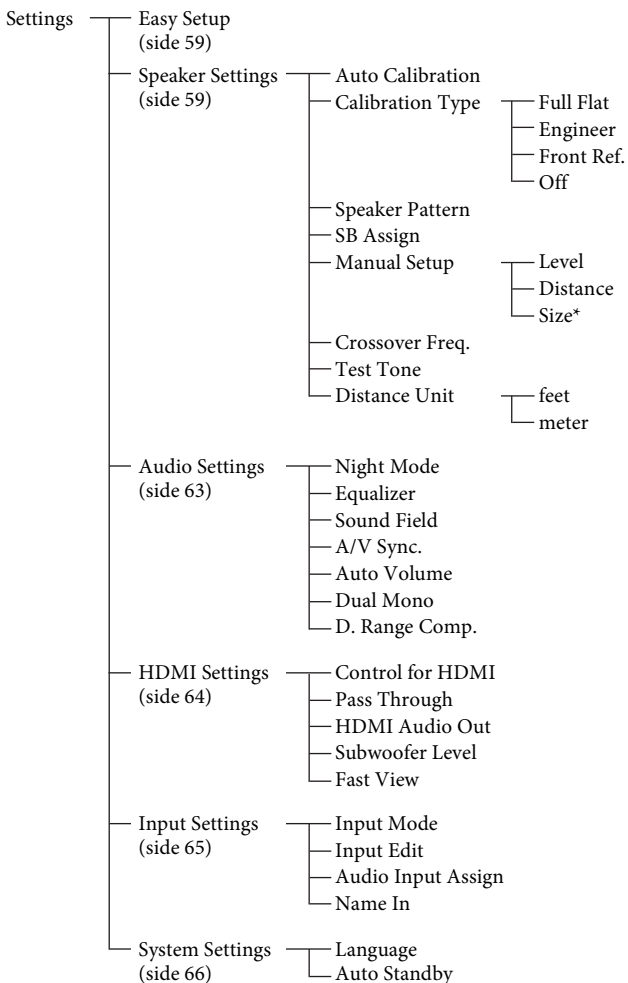 Settings
Easy Setup
(side 59)
Speaker Settings
(side 59)
Auto Calibration
Calibration Type
Full Flat
Engineer
Front Ref.
Off
Speaker Pattern
SB Assign
Manual Setup
Level
Distance
Size*
Crossover Freq.
Test Tone
Distance Unit
feet
meter
Audio Settings
(side 63)
Night Mode
Equalizer
Sound Field
A/V Sync.
Auto Volume
Dual Mono
D. Range Comp.
HDMI Settings
(side 64)
Control for HDMI
Pass Through
HDMI Audio Out
Subwoofer Level
Fast View
Input Settings
(side 65)
Input Mode
Input Edit
Audio Input Assign
Name In
System Settings
(side 66)
Language
Auto Standby